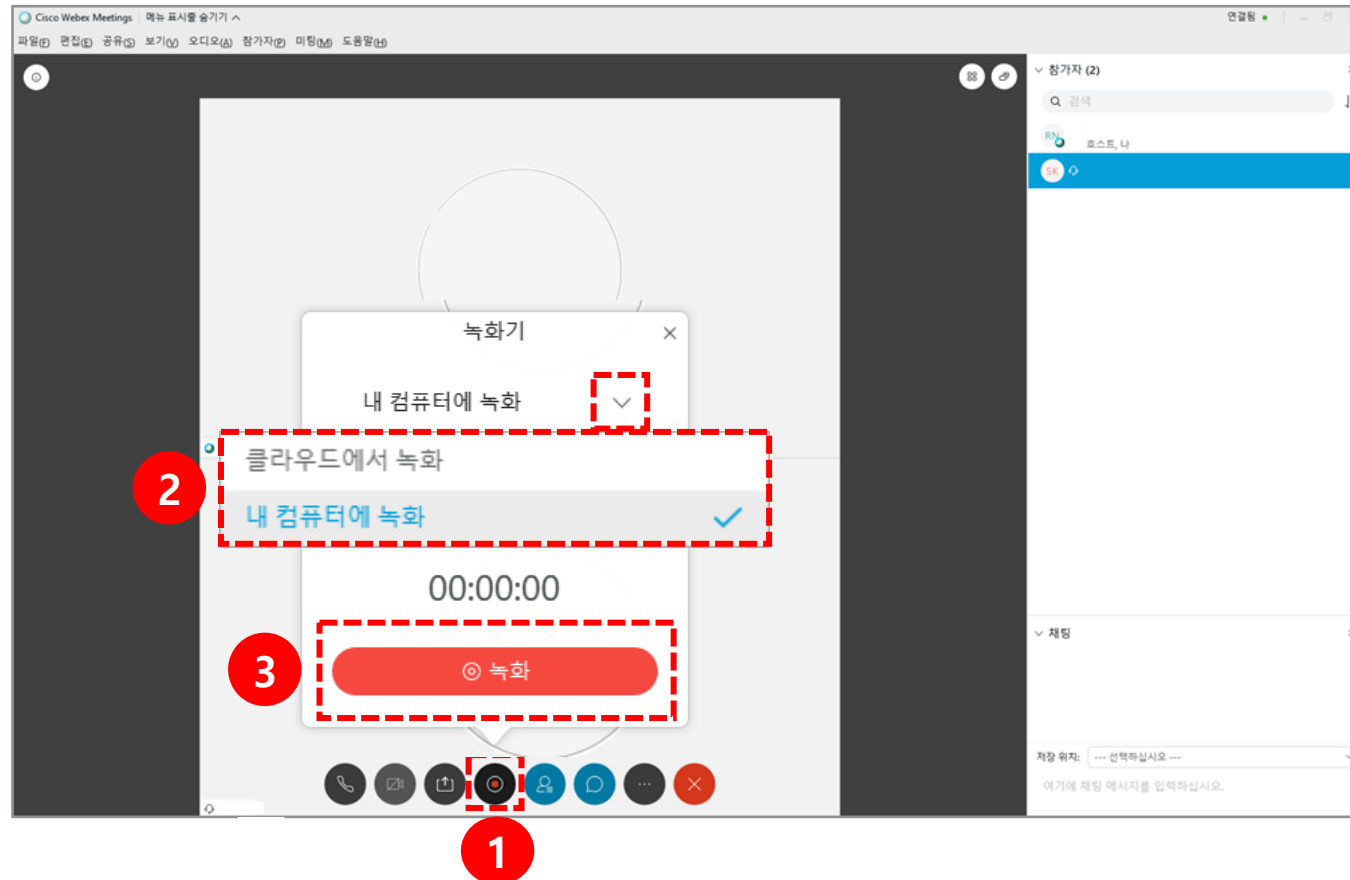 Cisco Webex Meetings 메뉴 표시줄 숨기기
연결됨
파일(F) 편집(E) 공유(S) 보기(V) 오디오(A) 참가자(P) 미팅(M) 도움말(H)
참가자 (2)
검색
RN
호스트, 나
SK
녹화기
내 컴퓨터에 녹화
2
클라우드에서 녹화
내 컴퓨터에 녹화
00:00:00
3
녹화
채팅
저장 위치: --- 선택하십시오 ---
여기에 채팅 메시지를 입력하십시오.
1